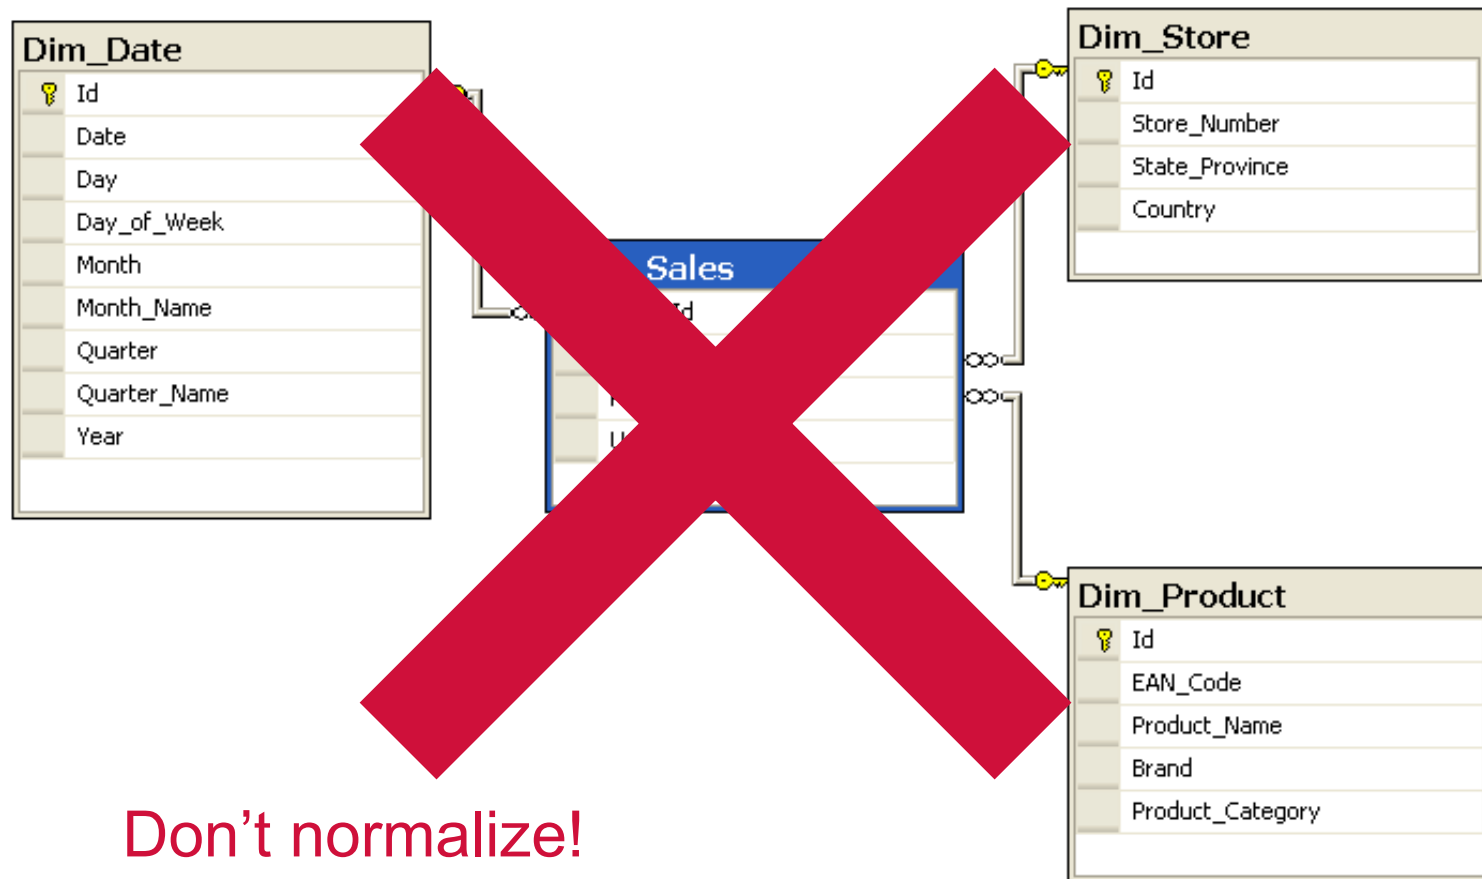 Dim_Date
Id
Date
Day
Day_of_Week
Month
Month_Name
Quarter
Quarter_Name
Year
Sales
Dim_Store
Id
Store_Number
State_Province
Country
Dim_Product
Id
EAN_Code
Product_Name
Brand
Product_Category
Don’t normalize!